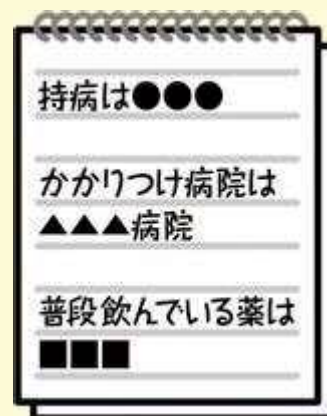 持病は●●●
かかりつけ病院は
▲▲▲病院
普段飲んでいる薬は
■■■